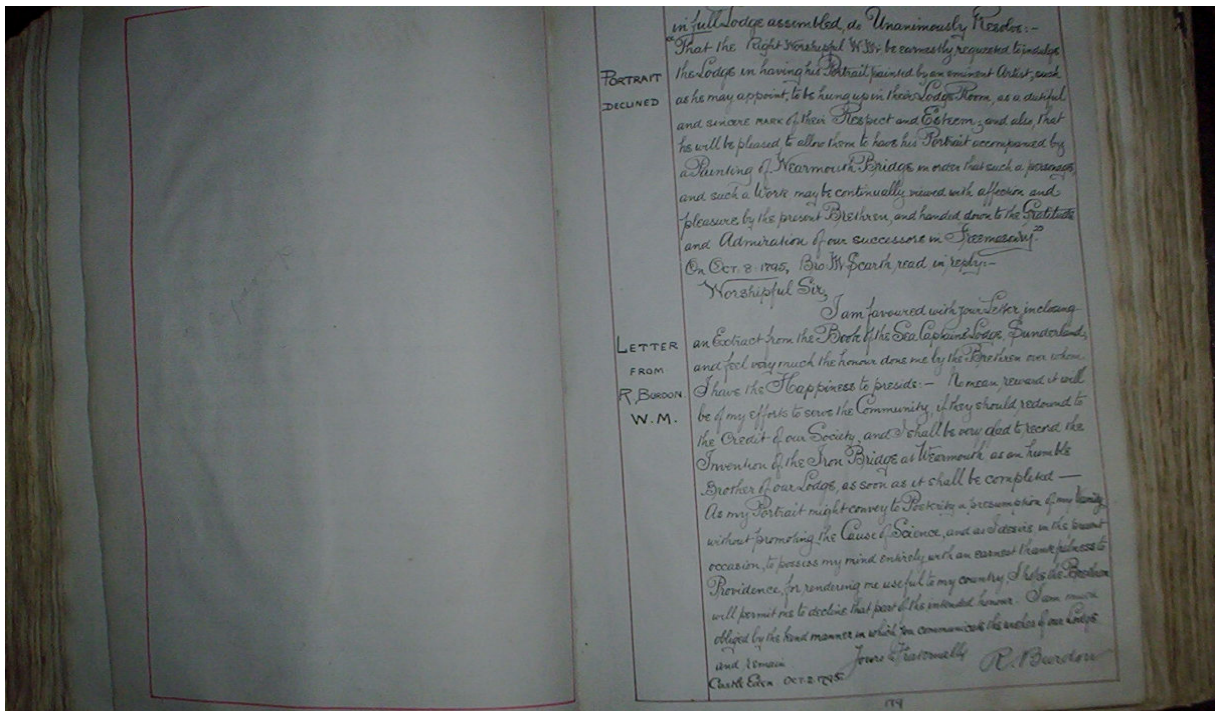 in full Lodge assembled, do Unanimously Resolve:-
"That the Right Worshipful W.M. be earnestly requested to indulge
PORTRAIT
DECLINED
the Lodge in having his Portrait painted by an eminent Artist, such
as he may appoint, to be hung up in their Lodge Room, as a dutiful
and sincere mark of their Respect and Esteem; and also, that
he will be pleased to allow them to have his Portrait accompanied by
a Painting of Wearmouth Bridge in order that such a personage,
and such a Work may be continually viewed with affection and
pleasure by the present Brethren, and handed down to the Gratitude
and Admiration of our successors in Freemasonry."
On Oct. 8. 1795, Bro. W. Scarth, read in reply:-
Worshipful Sir,
I am favoured with your Letter, inclosing
LETTER
FROM
R. BURDON
W.M.
an Extract from the Book of the Sea Captains Lodge, Sunderland,
and feel very much the honour done me by the Brethren over whom
I have the Happiness to preside:- No mean reward it will
be of my efforts to serve the Community, if they should redound to
the Credit of our Society, and I shall be very glad to record the
Invention of the Iron Bridge at Wearmouth as an humble
Brother of our Lodge, as soon as it shall be completed —
As my Portrait might convey to Posterity a presumption of my Vanity
without promoting the Cause of Science, and as I desire in the present
occasion, to possess my mind entirely with an earnest thankfulness to
Providence, for rendering me useful to my country, I hope the Brethren
will permit me to decline that part of the intended honour. I am much
obliged by the kind manner in which you communicate the wishes of our Lodge
and remain Yours Fraternally R. Burdon
Castle Eden Oct. 2. 1795